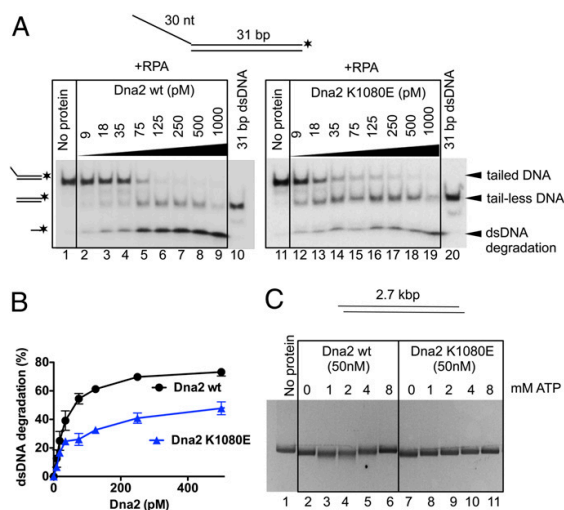 A
30 nt
31 bp
+RPA
+RPA
No protein
Dna2 wt (pM)
9 18 35 75 125 250 500 1000
31 bp dsDNA
No protein
Dna2 K1080E (pM)
9 18 35 75 125 250 500 1000
31 bp dsDNA
tailed DNA
tail-less DNA
dsDNA
degradation
1 2 3 4 5 6 7 8 9 10
11 12 13 14 15 16 17 18 19 20
B
dsDNA degradation (%)
80
60
40
20
0
Dna2 wt
Dna2 K1080E
0 200 400
Dna2 (pM)
C
2.7 kbp
No protein
Dna2 wt
(50nM)
Dna2 K1080E
(50nM)
0 1 2 4 8 0 1 2 4 8 mM ATP
1 2 3 4 5 6 7 8 9 10 11